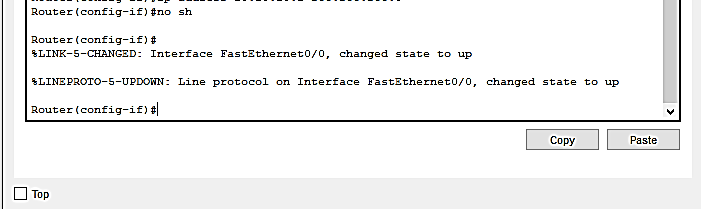 Router(config-if)#no sh
Router(config-if)#
%LINK-5-CHANGED: Interface FastEthernet0/0, changed state to up
%LINEPROTO-5-UPDOWN: Line protocol on Interface FastEthernet0/0, changed state to up
Router(config-if)#
Copy Paste
Top